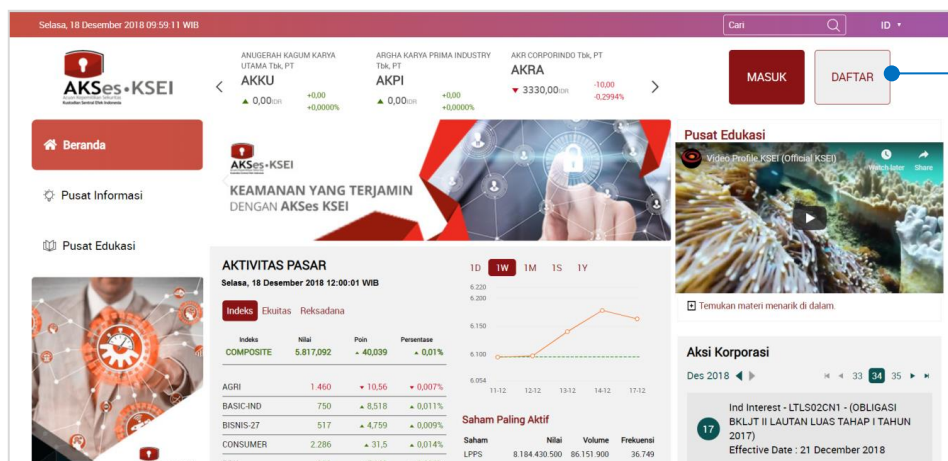 Selasa, 18 Desember 2018 09:59:11 WIB
Cari
ID
AKSes•KSEI
Acuan Kepemilikan Sekuritas
Kustodian Sentral Efek Indonesia
ANUGERAH KAGUM KARYA
UTAMA Tbk, PT
AKKU
▲ 0,00IDR
+0,00
+0,0000%
ARGHA KARYA PRIMA INDUSTRY
Tbk, PT
AKPI
▲ 0,00IDR
+0,00
+0,0000%
AKR CORPORINDO Tbk, PT
AKRA
▼ 3330,00IDR
-10,00
-0,2994%
MASUK
DAFTAR
Beranda
Pusat Informasi
Pusat Edukasi
AKSes•KSEI
KEAMANAN YANG TERJAMIN
DENGAN AKSes KSEI
Pusat Edukasi
Video Profile KSEI (Official KSEI)
Watch later
Share
Temukan materi menarik di dalam.
AKTIVITAS PASAR
Selasa, 18 Desember 2018 12:00:01 WIB
Indeks Ekuitas Reksadana
Indeks Nilai Poin Persentase
COMPOSITE 5.817,092 ▲ 40,039 ▲ 0,01%
AGRI 1.460 ▼ 10,56 ▼ 0,007%
BASIC-IND 750 ▲ 8,518 ▲ 0,011%
BISNIS-27 517 ▲ 4,759 ▲ 0,009%
CONSUMER 2.286 ▲ 31,5 ▲ 0,014%
1D 1W 1M 1S 1Y
6.220
6.200
6.150
6.100
6.054
11-12 12-12 13-12 14-12 17-12
Saham Paling Aktif
Saham Nilai Volume Frekuensi
LPPS 8.184.430.500 86.151.900 36.749
Aksi Korporasi
Des 2018
33 34 35
17
Ind Interest - LTLS02CN1 - (OBLIGASI
BKLJT II LAUTAN LUAS TAHAP I TAHUN
2017)
Effective Date : 21 December 2018